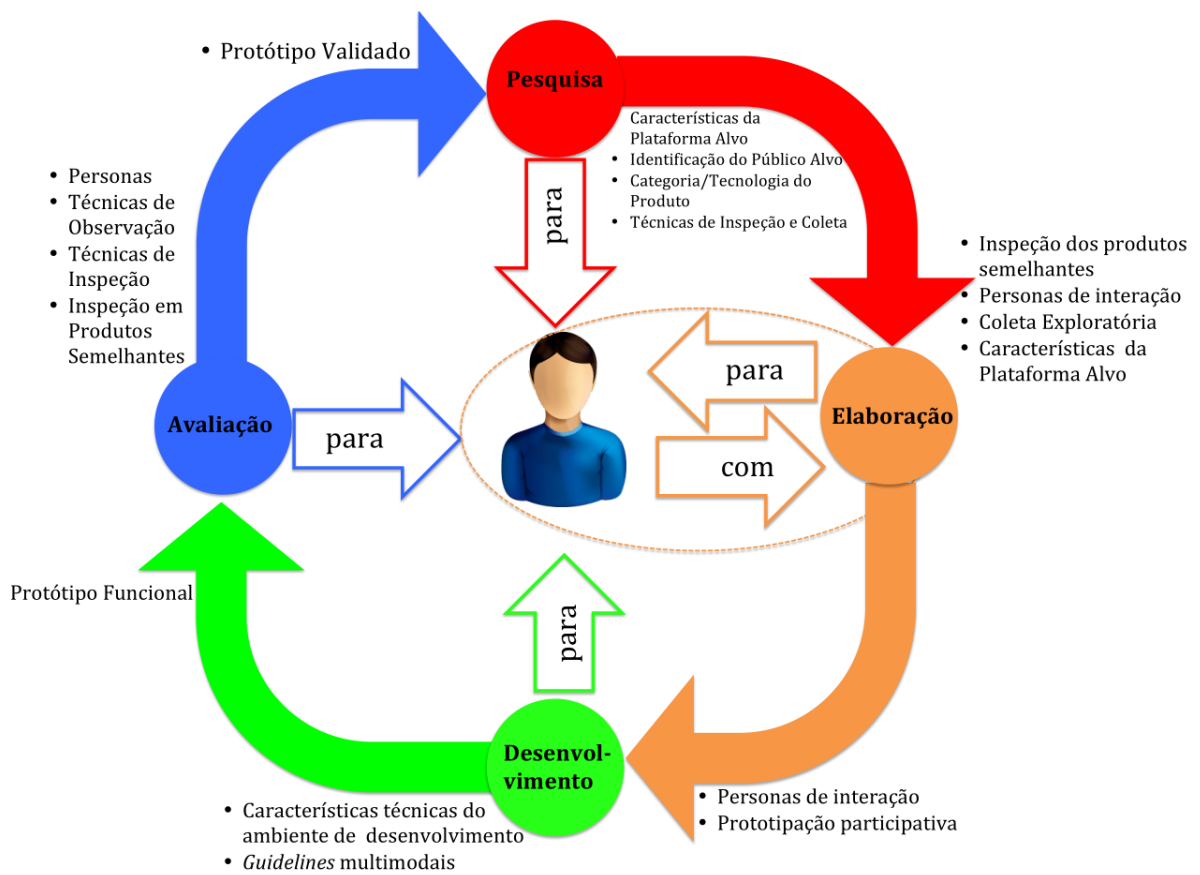 • Protótipo Validado
Pesquisa
Características da
Plataforma Alvo
• Identificação do Público Alvo
• Categoria/Tecnologia do
Produto
• Técnicas de Inspeção e Coleta
para
• Personas
• Técnicas de
Observação
• Técnicas de
Inspeção
• Inspeção em
Produtos
Semelhantes
• Inspeção dos produtos
semelhantes
• Personas de interação
• Coleta Exploratória
• Características da
Plataforma Alvo
Avaliação
para
para
com
Elaboração
Protótipo Funcional
para
Desenvol-
vimento
• Características técnicas do
ambiente de desenvolvimento
• Guidelines multimodais
• Personas de interação
• Prototipação participativa